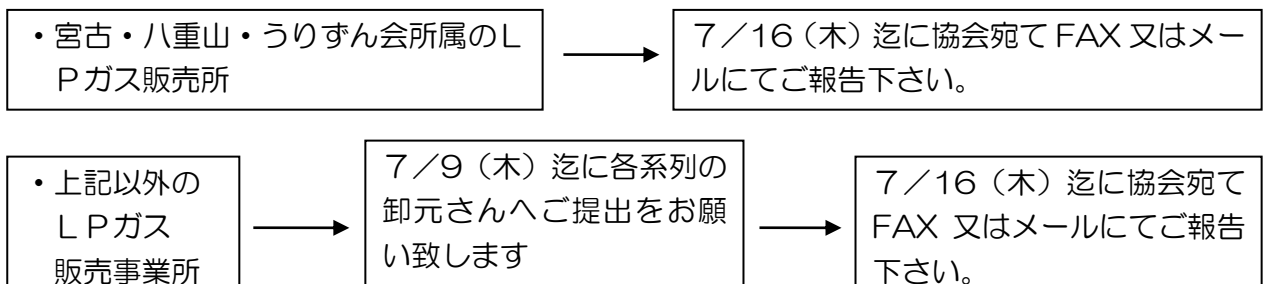 ・宮古・八重山・うりずん会所属のＬ
Ｐガス販売所
７／16（木）迄に協会宛て FAX 又はメー
ルにてご報告下さい。
・上記以外の
ＬＰガス
販売事業所
７／９（木）迄に各系列の
卸元さんへご提出をお願
い致します
７／16（木）迄に協会宛て
FAX 又はメールにてご報告
下さい。